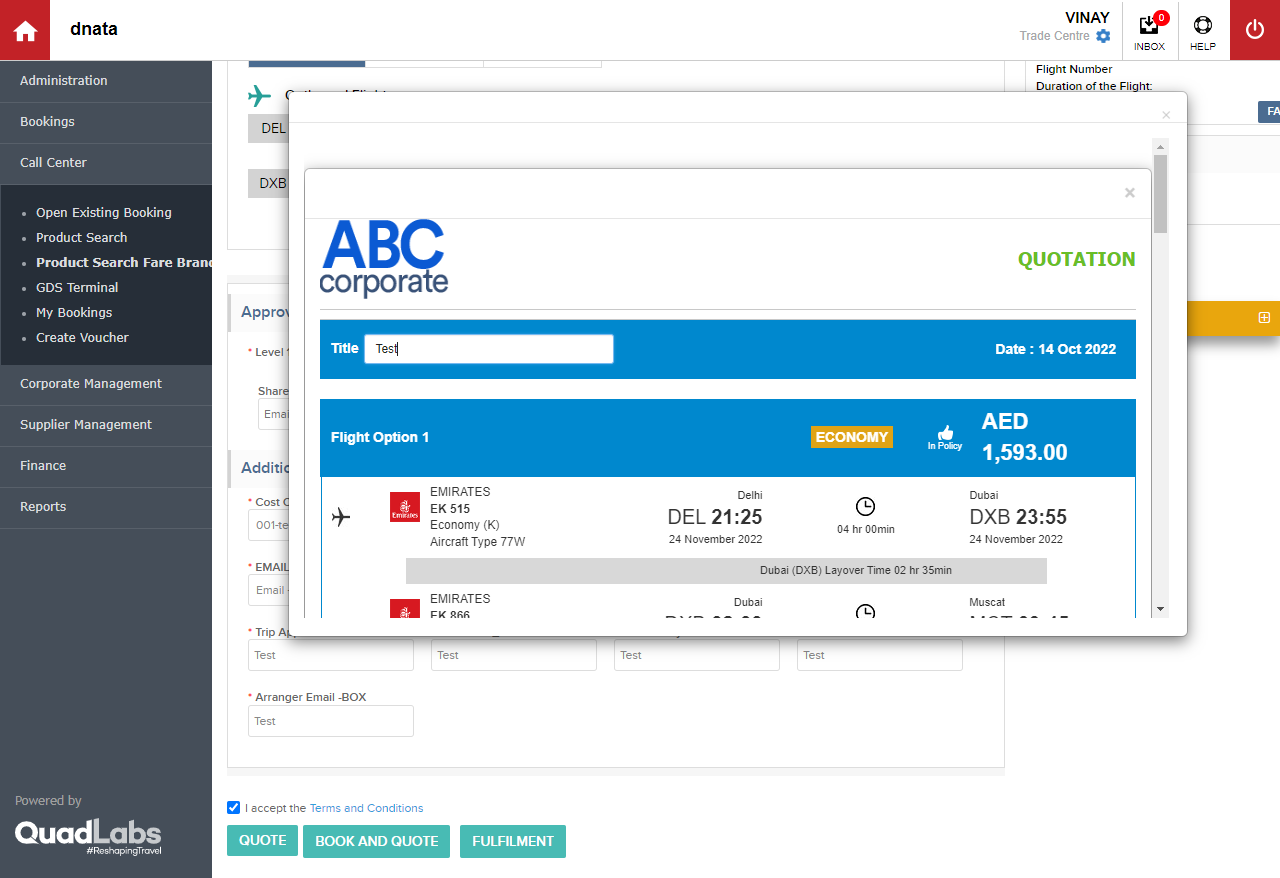 dnata
VINAY
Trade Centre
0
INBOX
HELP
Administration
Bookings
Call Center
Open Existing Booking
Product Search
Product Search Fare Brand
GDS Terminal
My Bookings
Create Voucher
Corporate Management
Supplier Management
Finance
Reports
Powered by
QuadLabs
#ReshapingTravel
Flight Number
Duration of the Flight:
FA
DEL
DXB
×
×
ABC
corporate
QUOTATION
Title
Test
Date : 14 Oct 2022
Flight Option 1
ECONOMY
In Policy
AED
1,593.00
EMIRATES
EK 515
Economy (K)
Aircraft Type 77W
Emirates
Delhi
DEL 21:25
24 November 2022
04 hr 00min
Dubai
DXB 23:55
24 November 2022
Dubai (DXB) Layover Time 02 hr 35min
EMIRATES
EK 866
Dubai
Muscat
Approv
* Level
Share
Emai
Additio
* Cost C
001-te
* EMAIL
Email
* Trip Ap
Test
Test
Test
Test
* Arranger Email -BOX
Test
I accept the Terms and Conditions
QUOTE
BOOK AND QUOTE
FULFILMENT